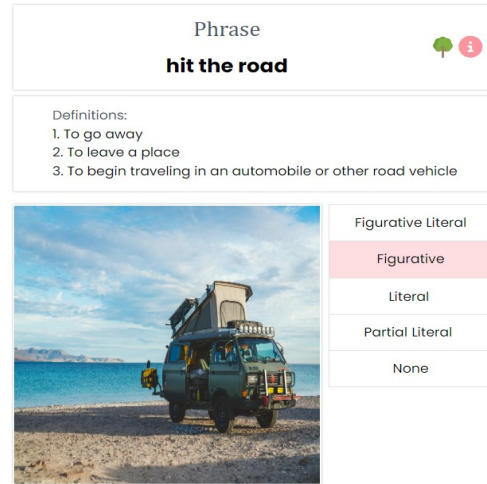 Phrase
hit the road
Definitions:
1. To go away
2. To leave a place
3. To begin traveling in an automobile or other road vehicle
Figurative Literal
Figurative
Literal
Partial Literal
None